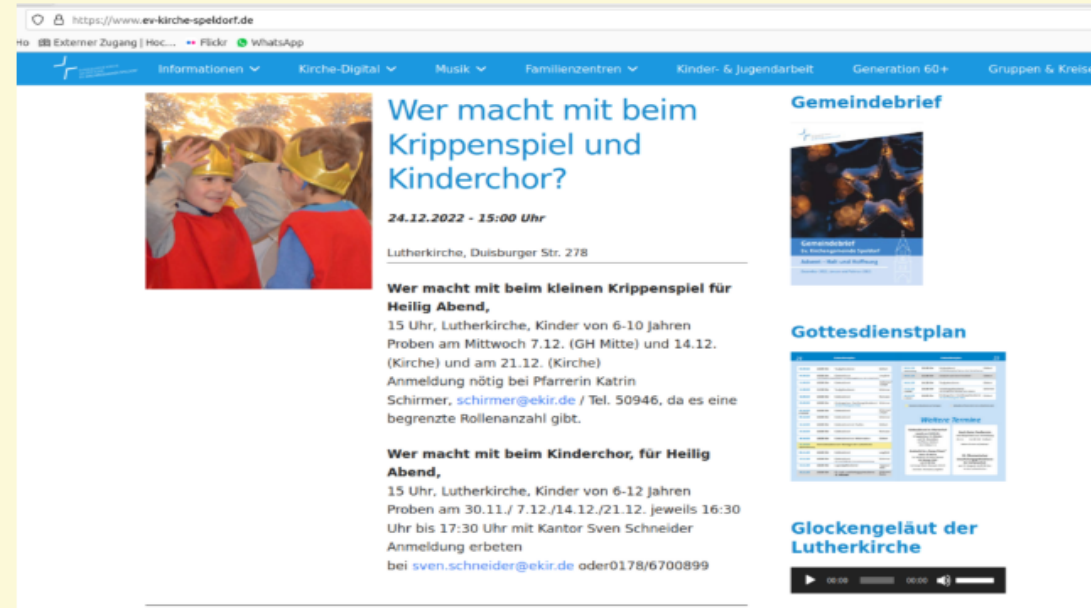 https://www.ev-kirche-speldorf.de
Ho Externer Zugang | Hoc... Flickr WhatsApp
Informationen Kirche-Digital Musik Familienzentren Kinder- & Jugendarbeit Generation 60+ Gruppen & Kreise
Wer macht mit beim
Krippenspiel und
Kinderchor?
24.12.2022 - 15:00 Uhr
Lutherkirche, Duisburger Str. 278
Wer macht mit beim kleinen Krippenspiel für
Heilig Abend,
15 Uhr, Lutherkirche, Kinder von 6-10 Jahren
Proben am Mittwoch 7.12. (GH Mitte) und 14.12.
(Kirche) und am 21.12. (Kirche)
Anmeldung nötig bei Pfarrerin Katrin
Schirmer, schirmer@ekir.de / Tel. 50946, da es eine
begrenzte Rollenanzahl gibt.
Wer macht mit beim Kinderchor, für Heilig
Abend,
15 Uhr, Lutherkirche, Kinder von 6-12 Jahren
Proben am 30.11./ 7.12./14.12./21.12. jeweils 16:30
Uhr bis 17:30 Uhr mit Kantor Sven Schneider
Anmeldung erbeten
bei sven.schneider@ekir.de oder0178/6700899
Gemeindebrief
Gemeindebrief
Ev. Kirchengemeinde Speldorf
Gottesdienstplan
Weitere Termine
Glockengeläut der
Lutherkirche
00:00 00:00